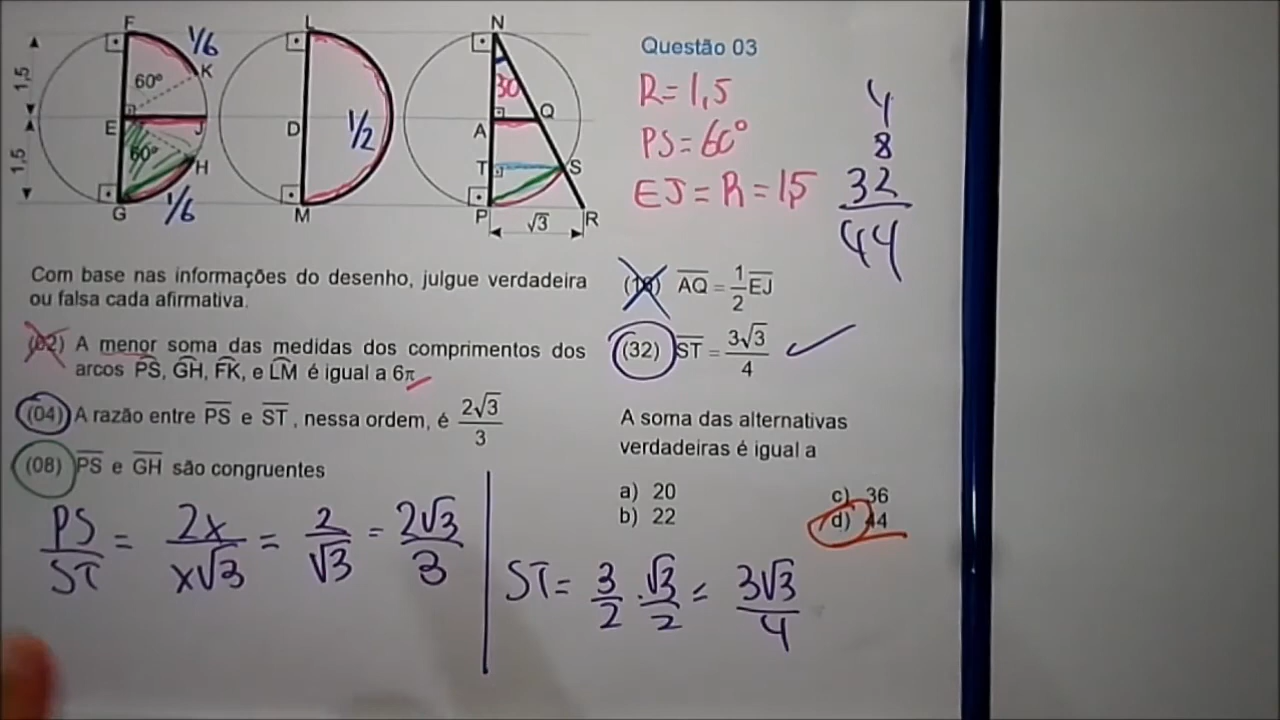 F
L
N
1/6
K
60°
1,5
E
J
D
1/2
30
A
Q
60°
H
T
S
1,5
1/6
G
M
P
R
√3
Questão 03
R = 1,5
PS = 60°
EJ = R = 1,5
4
8
32
44
Com base nas informações do desenho, julgue verdadeira
ou falsa cada afirmativa.
(02) A menor soma das medidas dos comprimentos dos
arcos PS, GH, FK, e LM é igual a 6π
(04) A razão entre PS e ST, nessa ordem, é 2√3/3
(08) PS e GH são congruentes
PS/ST = 2x/x√3 = 2/√3 = 2√3/3
(16) AQ = 1/2 EJ
(32) ST = 3√3/4
A soma das alternativas
verdadeiras é igual a
a) 20
b) 22
c) 36
d) 44
ST = 3/2 . √3/2 = 3√3/4